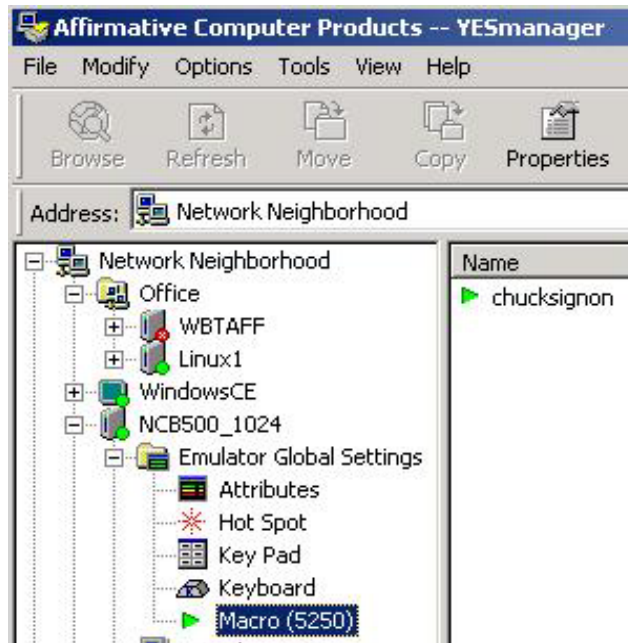 Affirmative Computer Products -- YESmanager
File Modify Options Tools View Help
Browse Refresh Move Copy Properties
Address: Network Neighborhood
Network Neighborhood
Office
WBTAFF
Linux1
WindowsCE
NCB500_1024
Emulator Global Settings
Attributes
Hot Spot
Key Pad
Keyboard
Macro (5250)
Name
chucksignon